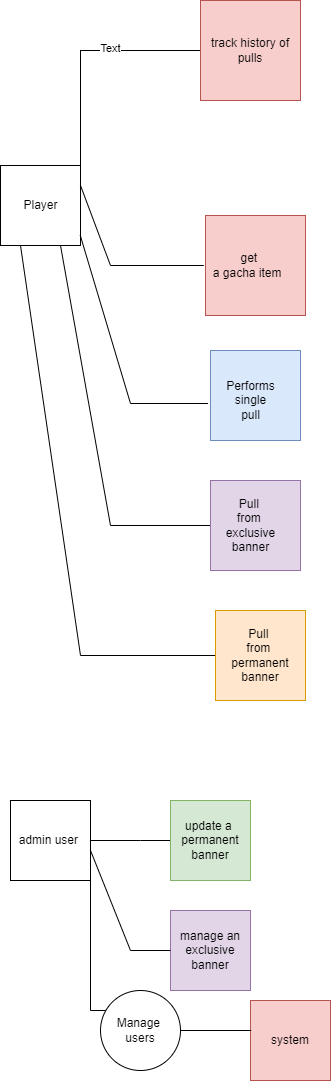 Text
track history of
pulls
Player
get
a gacha item
Performs
single
pull
Pull
from
exclusive
banner
Pull
from
permanent
banner
admin user
update a
permanent
banner
manage an
exclusive
banner
Manage
users
system